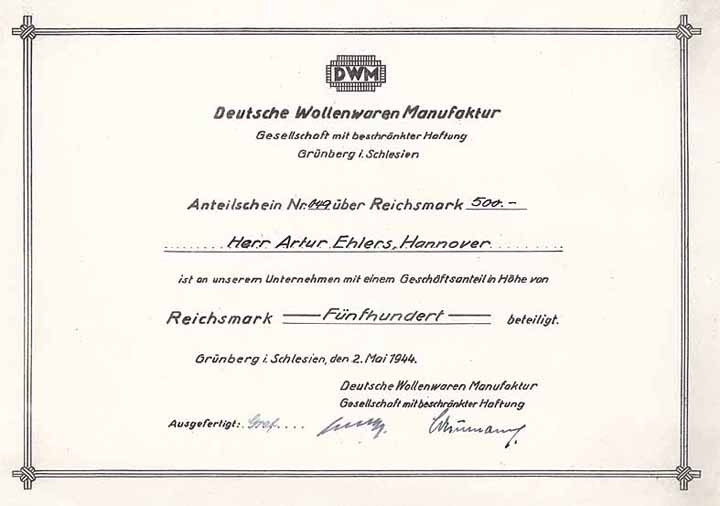 DWM
Deutsche Wollenwaren Manufaktur
Gesellschaft mit beschränkter Haftung
Grünberg i. Schlesien
Anteilschein Nr. 049 über Reichsmark 500.-
Herr Artur Ehlers, Hannover
ist an unserem Unternehmen mit einem Geschäftsanteil in Höhe von
Reichsmark Fünfhundert beteiligt.
Grünberg i. Schlesien, den 2. Mai 1944.
Deutsche Wollenwaren Manufaktur
Gesellschaft mit beschränkter Haftung
Ausgefertigt: Graf